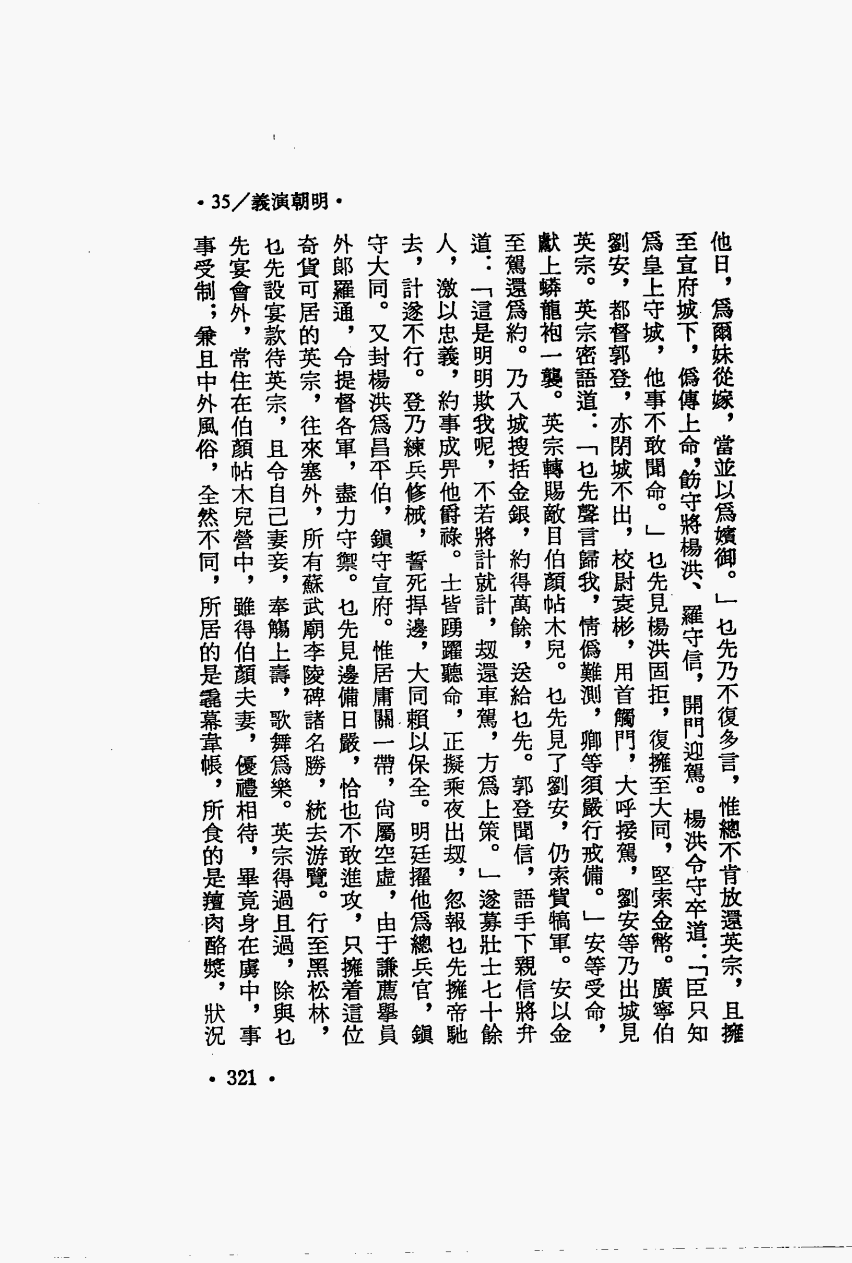 ·35/義演朝明·
他日，爲爾妹從嫁，當並以爲嬪御。」乜先乃不復多言，惟總不肯放還英宗，且擁
至宣府城下，僞傳上命，飭守將楊洪、羅守信，開門迎駕。楊洪令守卒道：「臣只知
爲皇上守城，他事不敢聞命。」乜先見楊洪固拒，復擁至大同，堅索金幣。廣寧伯
劉安，都督郭登，亦閉城不出，校尉袁彬，用首觸門，大呼接駕，劉安等乃出城見
英宗。英宗密語道：「乜先聲言歸我，情僞難測，卿等須嚴行戒備。」安等受命，
獻上蟒龍袍一襲。英宗轉賜敵目伯顏帖木兒。乜先見了劉安，仍索貲犒軍。安以金
至駕還爲約。乃入城搜括金銀，約得萬餘，送給乜先。郭登聞信，語手下親信將弁
道：「這是明明欺我呢，不若將計就計，刼還車駕，方爲上策。」遂募壯士七十餘
人，激以忠義，約事成畀他爵祿。士皆踴躍聽命，正擬乘夜出刼，忽報乜先擁帝馳
去，計遂不行。登乃練兵修械，誓死捍邊，大同賴以保全。明廷擢他爲總兵官，鎮
守大同。又封楊洪爲昌平伯，鎮守宣府。惟居庸關一帶，尙屬空虛，由于謙薦擧員
外郎羅通，令提督各軍，盡力守禦。乜先見邊備日嚴，恰也不敢進攻，只擁着這位
奇貨可居的英宗，往來塞外，所有蘇武廟李陵碑諸名勝，統去游覽。行至黑松林，
乜先設宴款待英宗，且令自己妻妾，奉觴上壽，歌舞爲樂。英宗得過且過，除與乜
先宴會外，常住在伯顏帖木兒營中，雖得伯顏夫妻，優禮相待，畢竟身在虜中，事
事受制；兼且中外風俗，全然不同，所居的是毳幕韋帳，所食的是羶肉酪漿，狀況
·321·